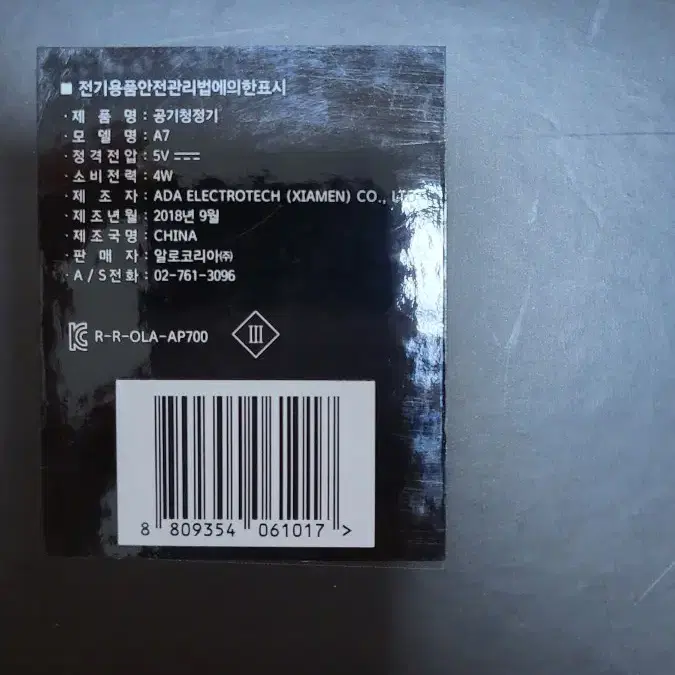 ■ 전기용품안전관리법에의한표시
· 제 품 명 : 공기청정기
· 모 델 명 : A7
· 정격전압 : 5V
· 소비전력 : 4W
· 제 조 자 : ADA ELECTROTECH (XIAMEN) CO., LTD
· 제조년월 : 2018년 9월
· 제조국명 : CHINA
· 판 매 자 : 알로코리아㈜
· A/S전화 : 02-761-3096
R-R-OLA-AP700
III
8 809354 061017 >